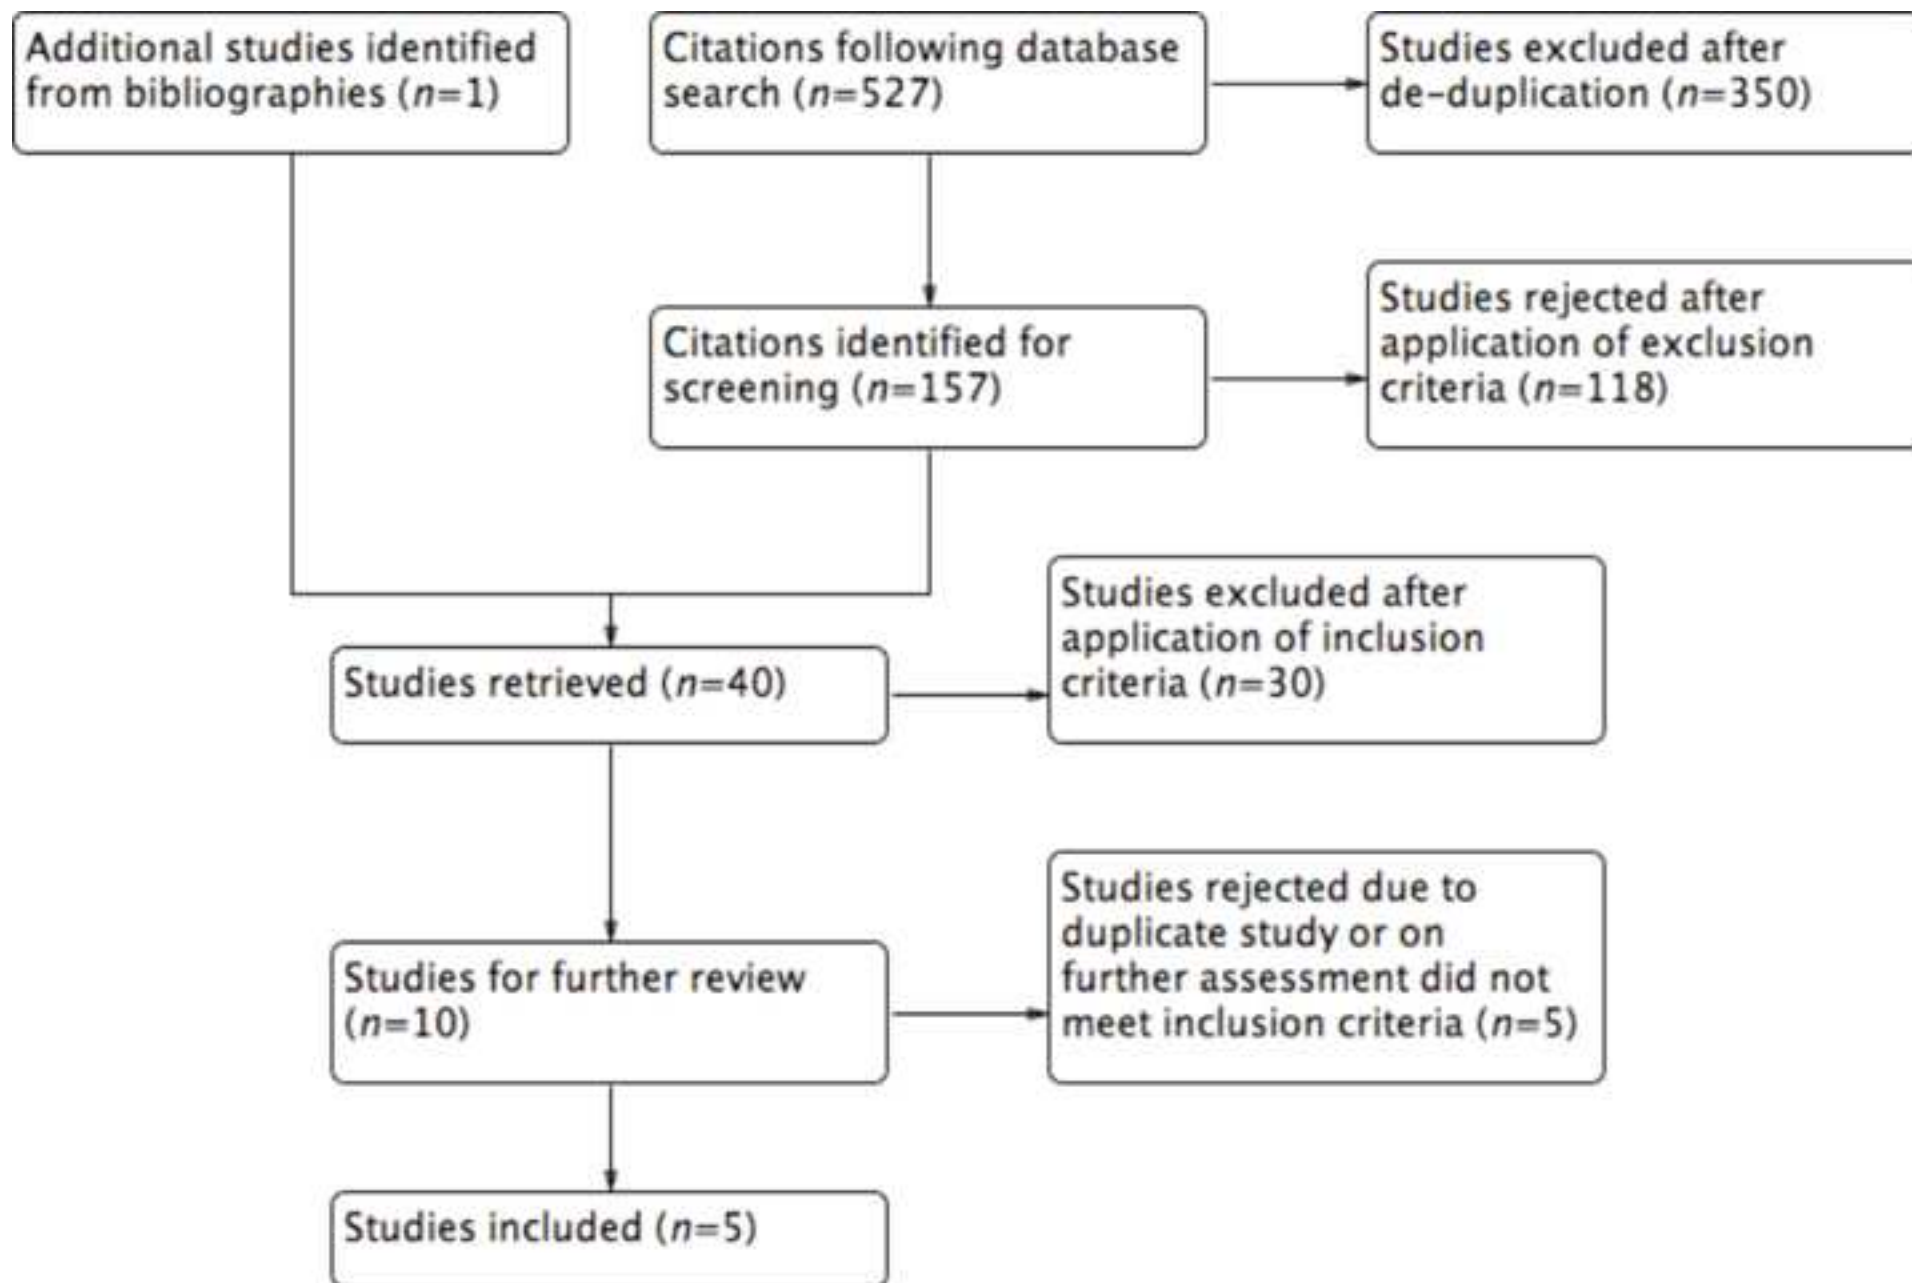 Additional studies identified
from bibliographies (n=1)
Citations following database
search (n=527)
Studies excluded after
de-duplication (n=350)
Citations identified for
screening (n=157)
Studies rejected after
application of exclusion
criteria (n=118)
Studies retrieved (n=40)
Studies excluded after
application of inclusion
criteria (n=30)
Studies for further review
(n=10)
Studies rejected due to
duplicate study or on
further assessment did not
meet inclusion criteria (n=5)
Studies included (n=5)